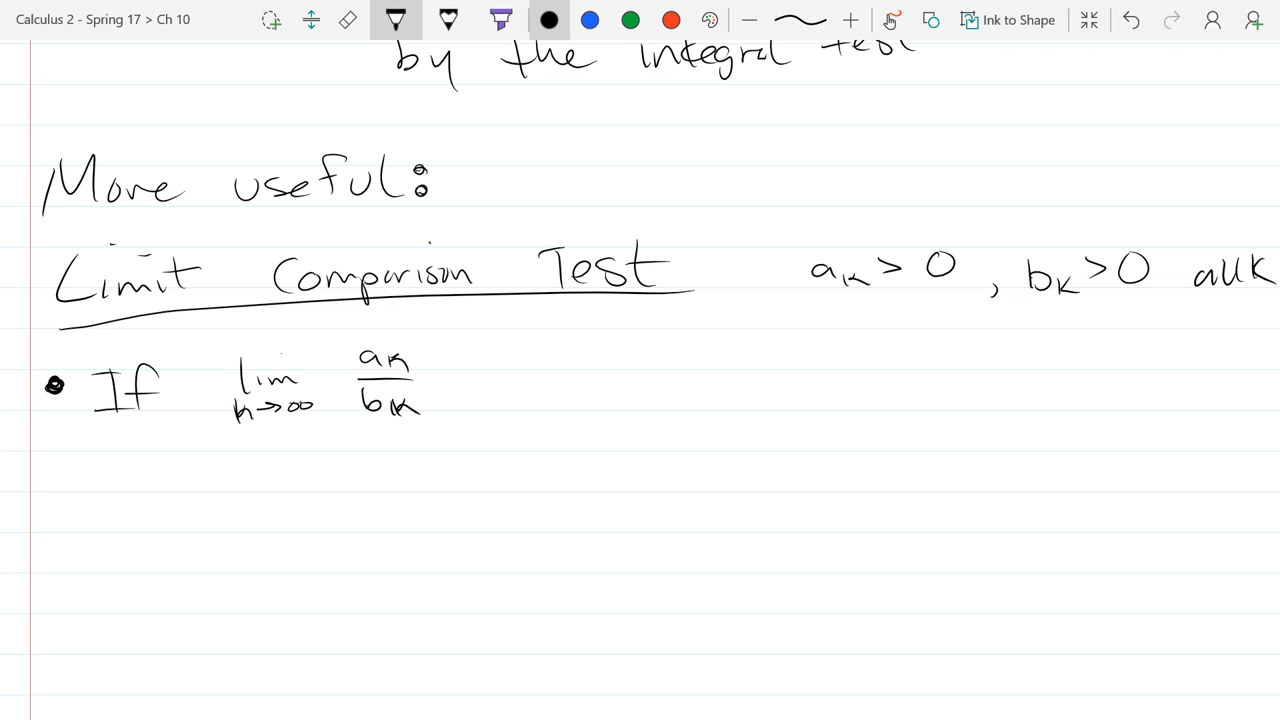 Calculus 2 - Spring 17 > Ch 10 Ink to Shape
by the integral test
More useful:
Limit Comparison Test aₖ > 0 , bₖ > 0 all k
• If lim k→∞ aₖ/bₖ